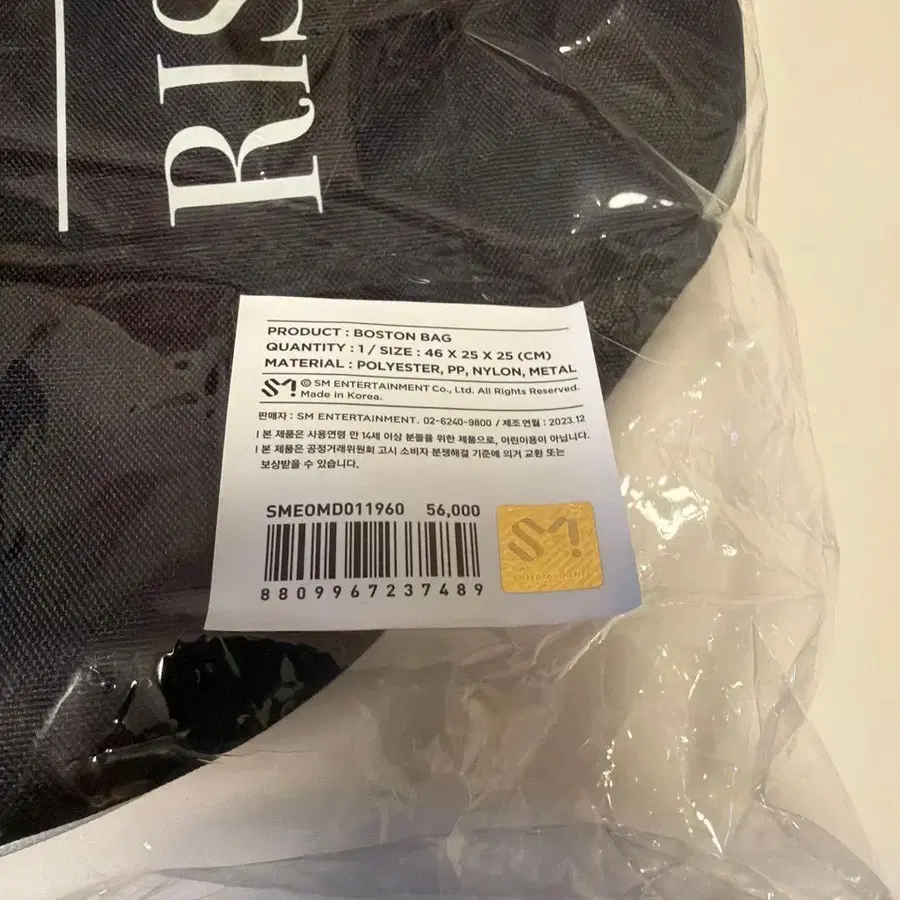 RIS
PRODUCT : BOSTON BAG
QUANTITY : 1 / SIZE : 46 X 25 X 25 (CM)
MATERIAL : POLYESTER, PP, NYLON, METAL
SM! © SM ENTERTAINMENT Co., Ltd. All Rights Reserved.
Made in Korea.
판매자 : SM ENTERTAINMENT. 02-6240-9800 / 제조연월 : 2023.12
I 본 제품은 사용연령 만 14세 이상 분들을 위한 제품으로, 어린이용이 아닙니다.
I 본 제품은 공정거래위원회 고시 소비자 분쟁해결 기준에 의거 교환 또는
보상받을 수 있습니다.
SMEOMD011960 56,000
8809967237489
SM!
SM
ENTERTAINMENT